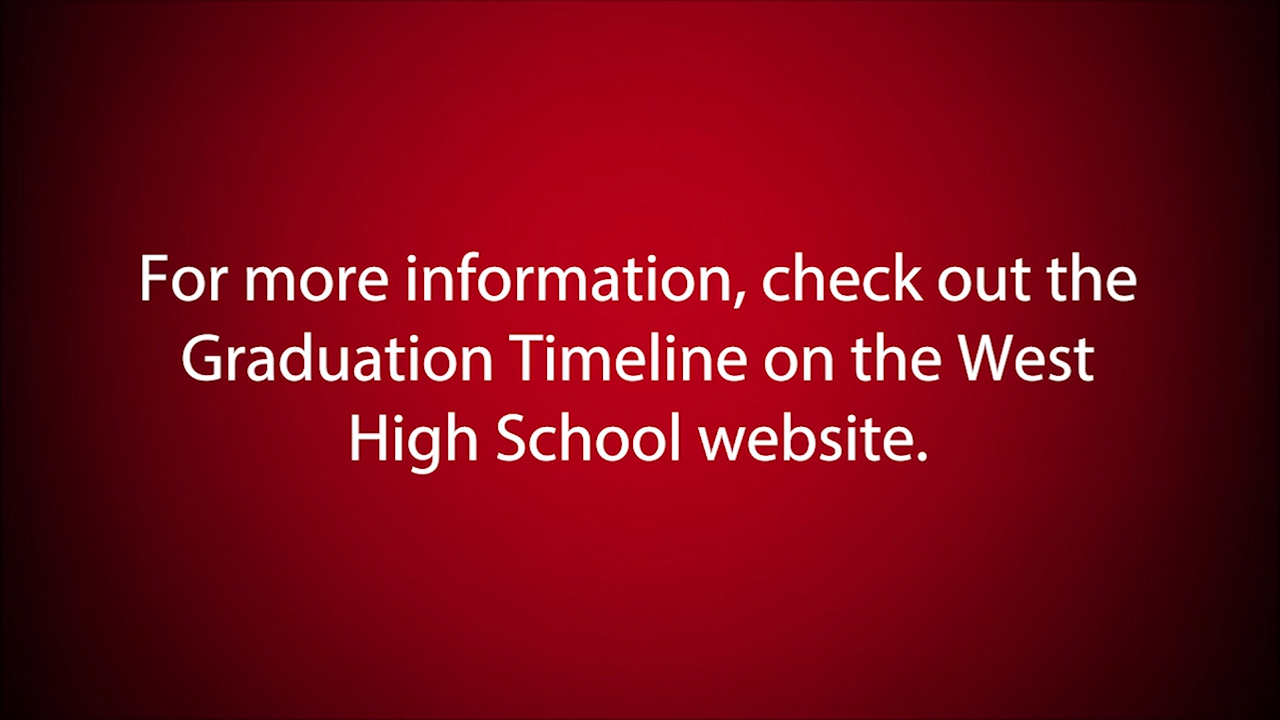 For more information, check out the
Graduation Timeline on the West
High School website.